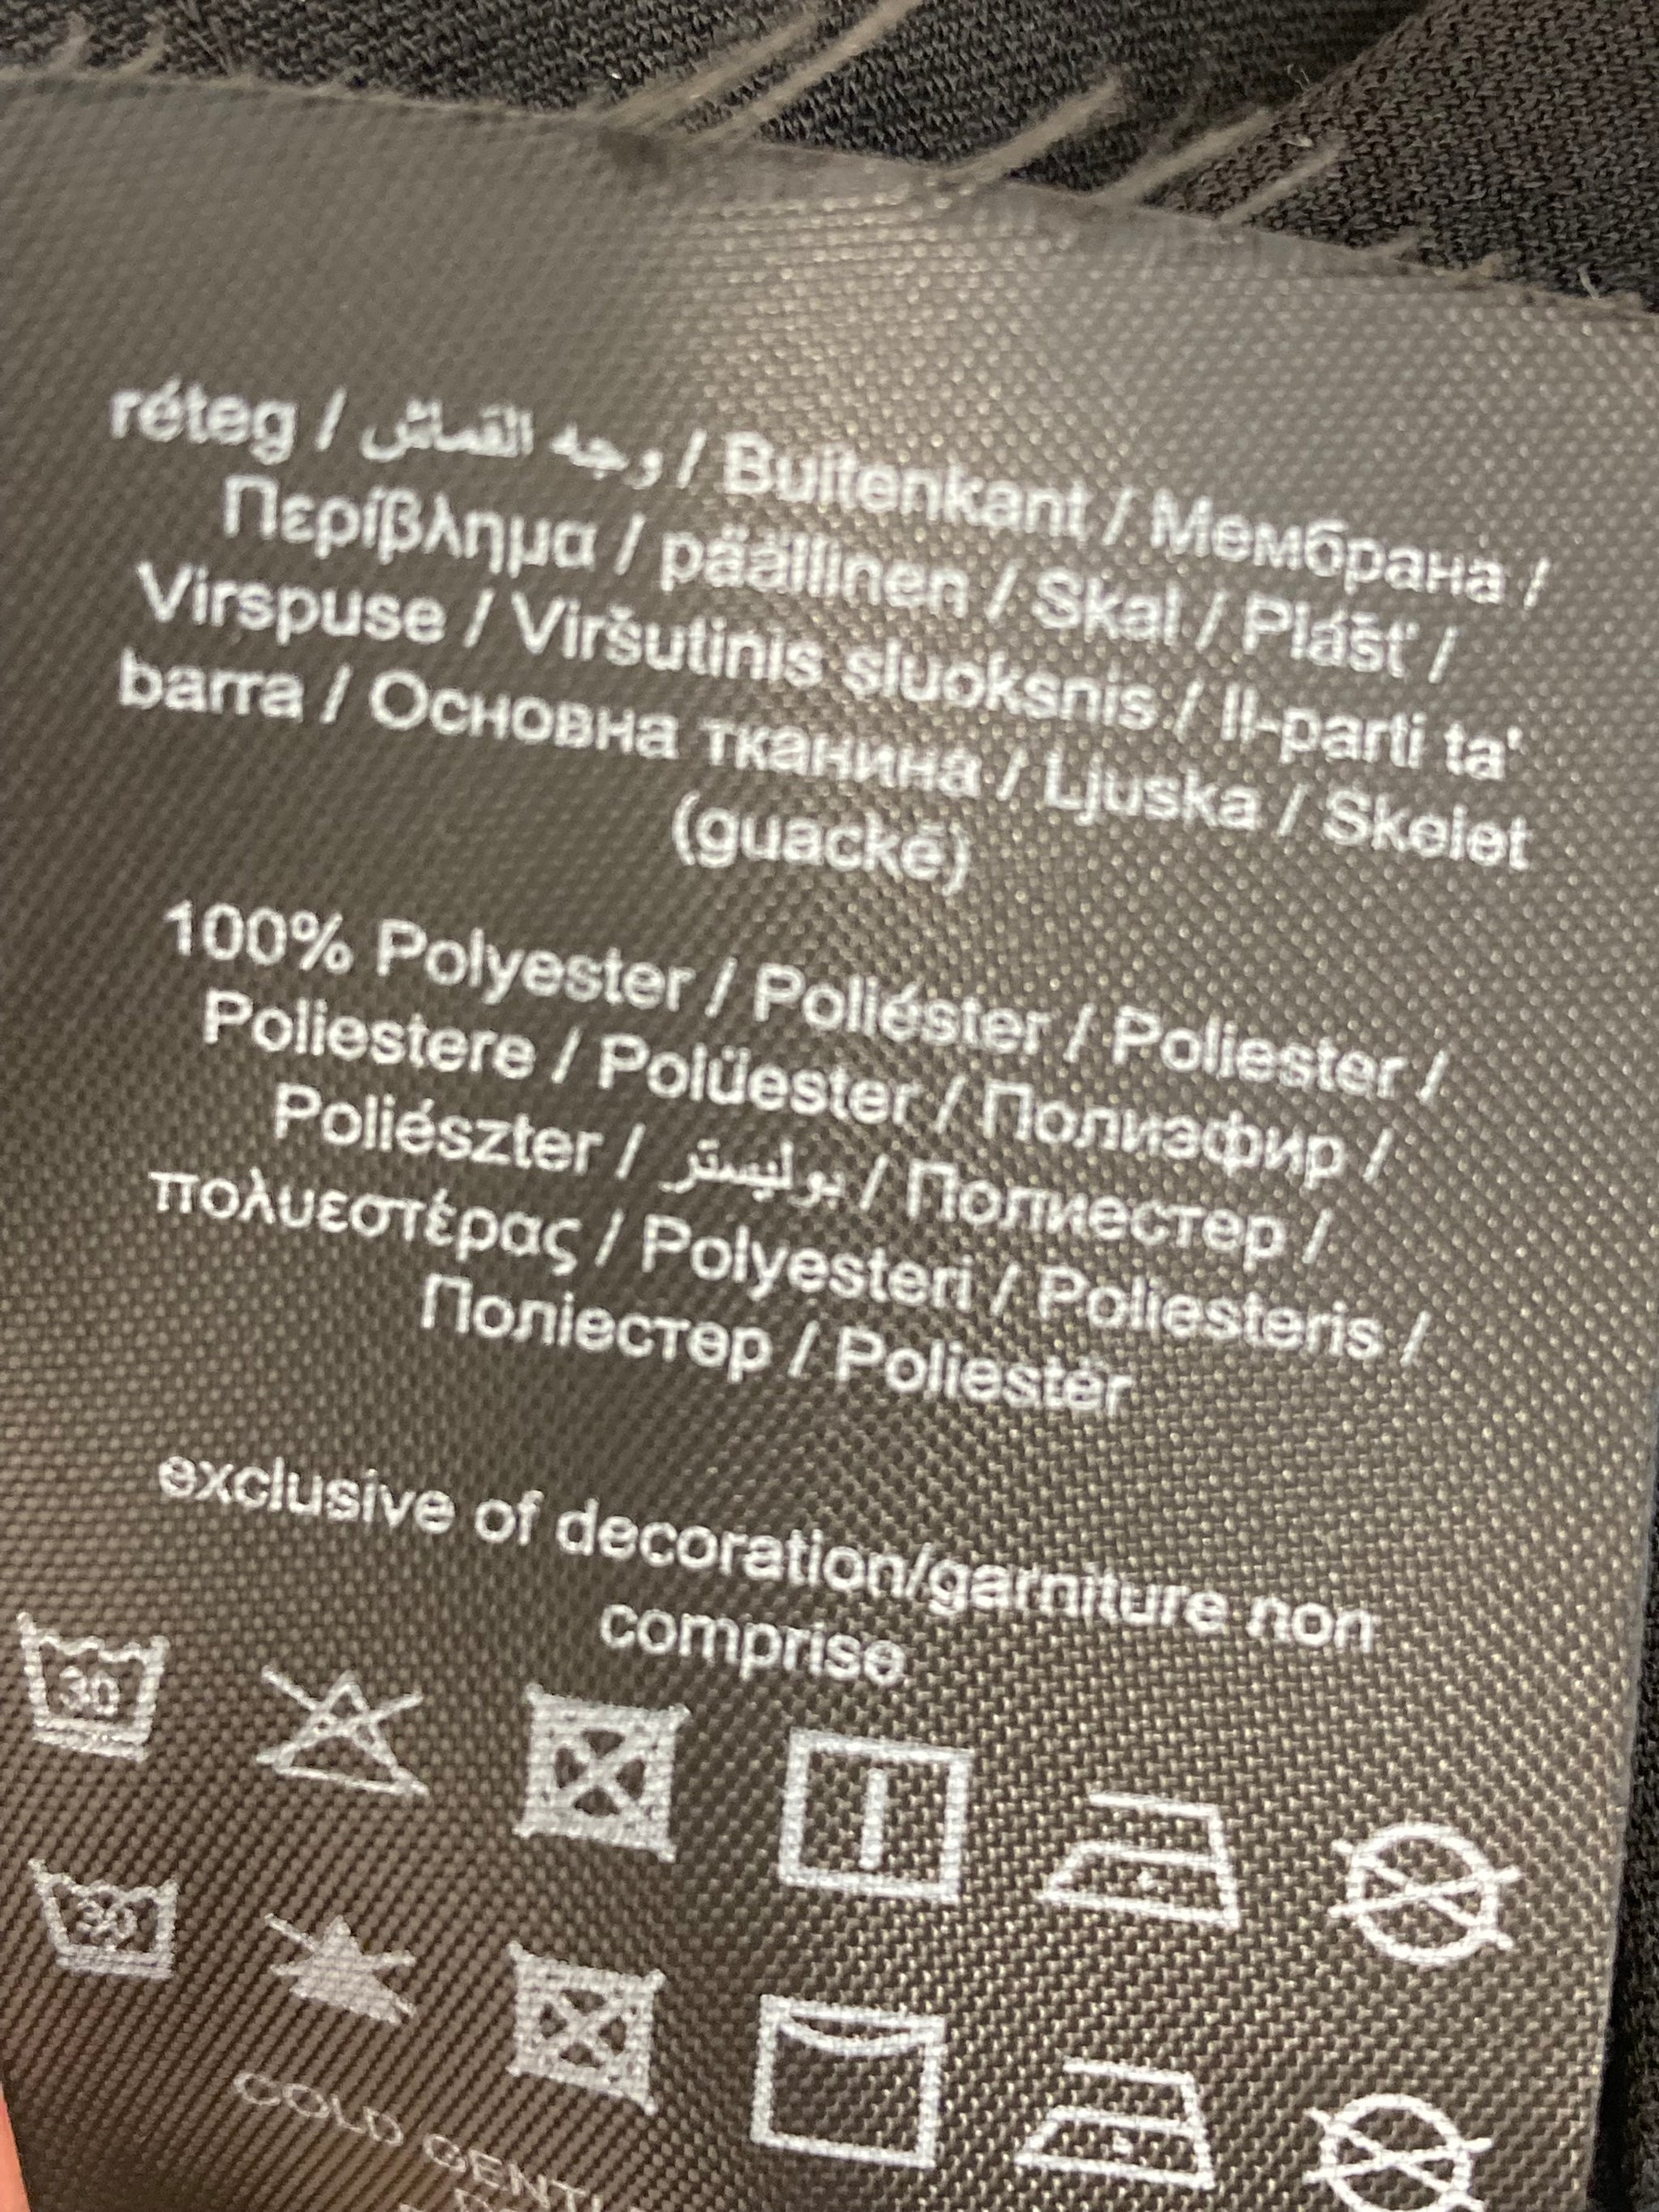 réteg / وجه القماش / Buitenkant / Мембрана /
Περίβλημα / päällinen / Skal / Plášť /
Virspuse / Viršutinis sluoksnis / Il-parti ta'
barra / Основна тканина / Ljuska / Skelet
(guackë)
100% Polyester / Poliéster / Poliester /
Poliestere / Polüester / Полиэфир /
Poliészter / بوليستر / Полиестер /
πολυεστέρας / Polyesteri / Poliesteris /
Поліестер / Poliestër
exclusive of decoration/garniture non
comprise
30
30
COLD